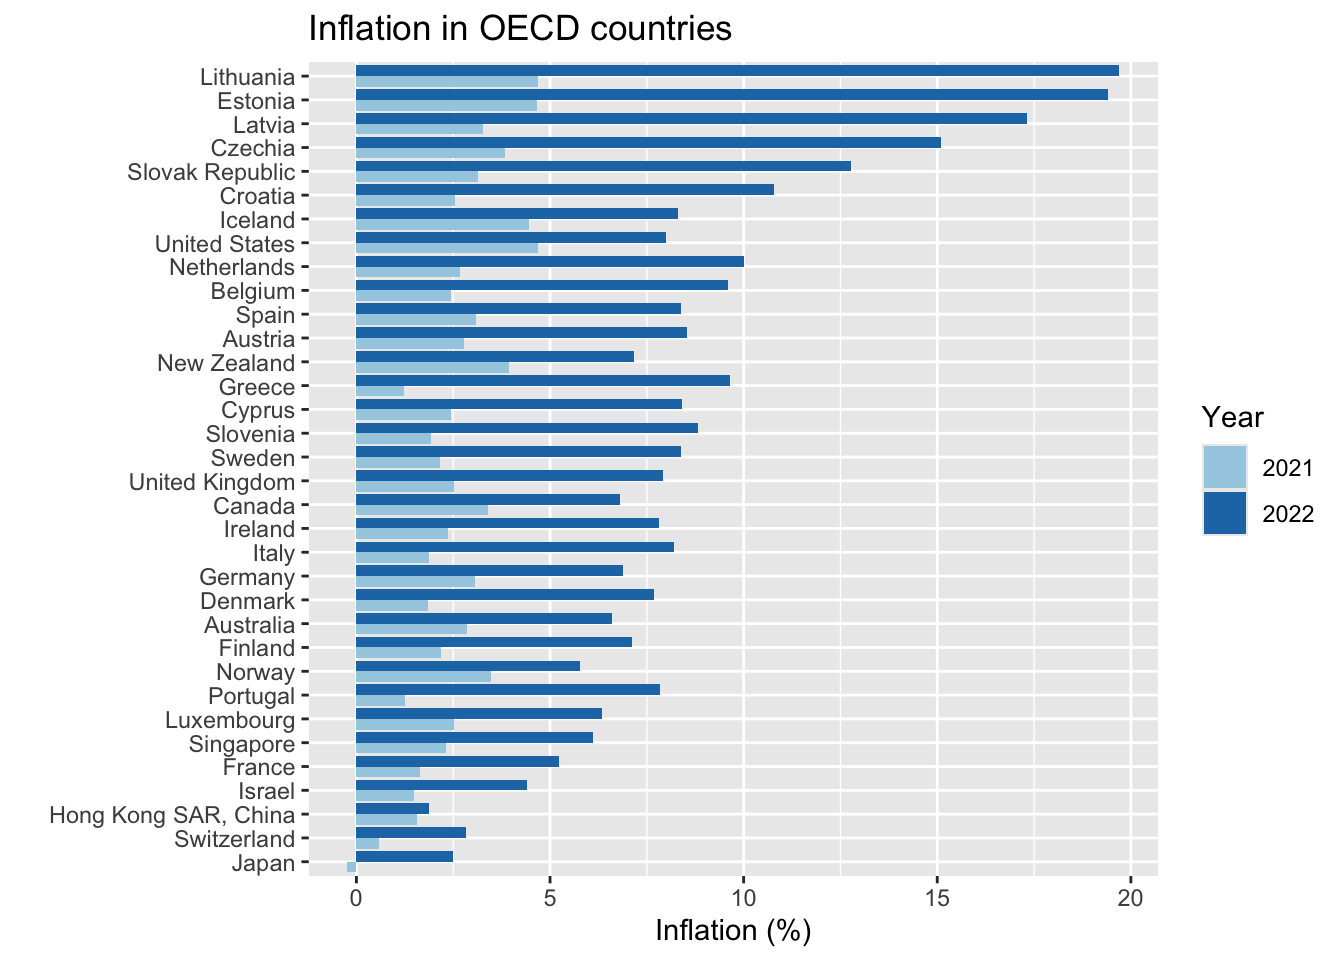 Inflation in OECD countries
Lithuania
Estonia
Latvia
Czechia
Slovak Republic
Croatia
Iceland
United States
Netherlands
Belgium
Spain
Austria
New Zealand
Greece
Cyprus
Slovenia
Sweden
United Kingdom
Canada
Ireland
Italy
Germany
Denmark
Australia
Finland
Norway
Portugal
Luxembourg
Singapore
France
Israel
Hong Kong SAR, China
Switzerland
Japan
0 5 10 15 20
Inflation (%)
Year
2021
2022